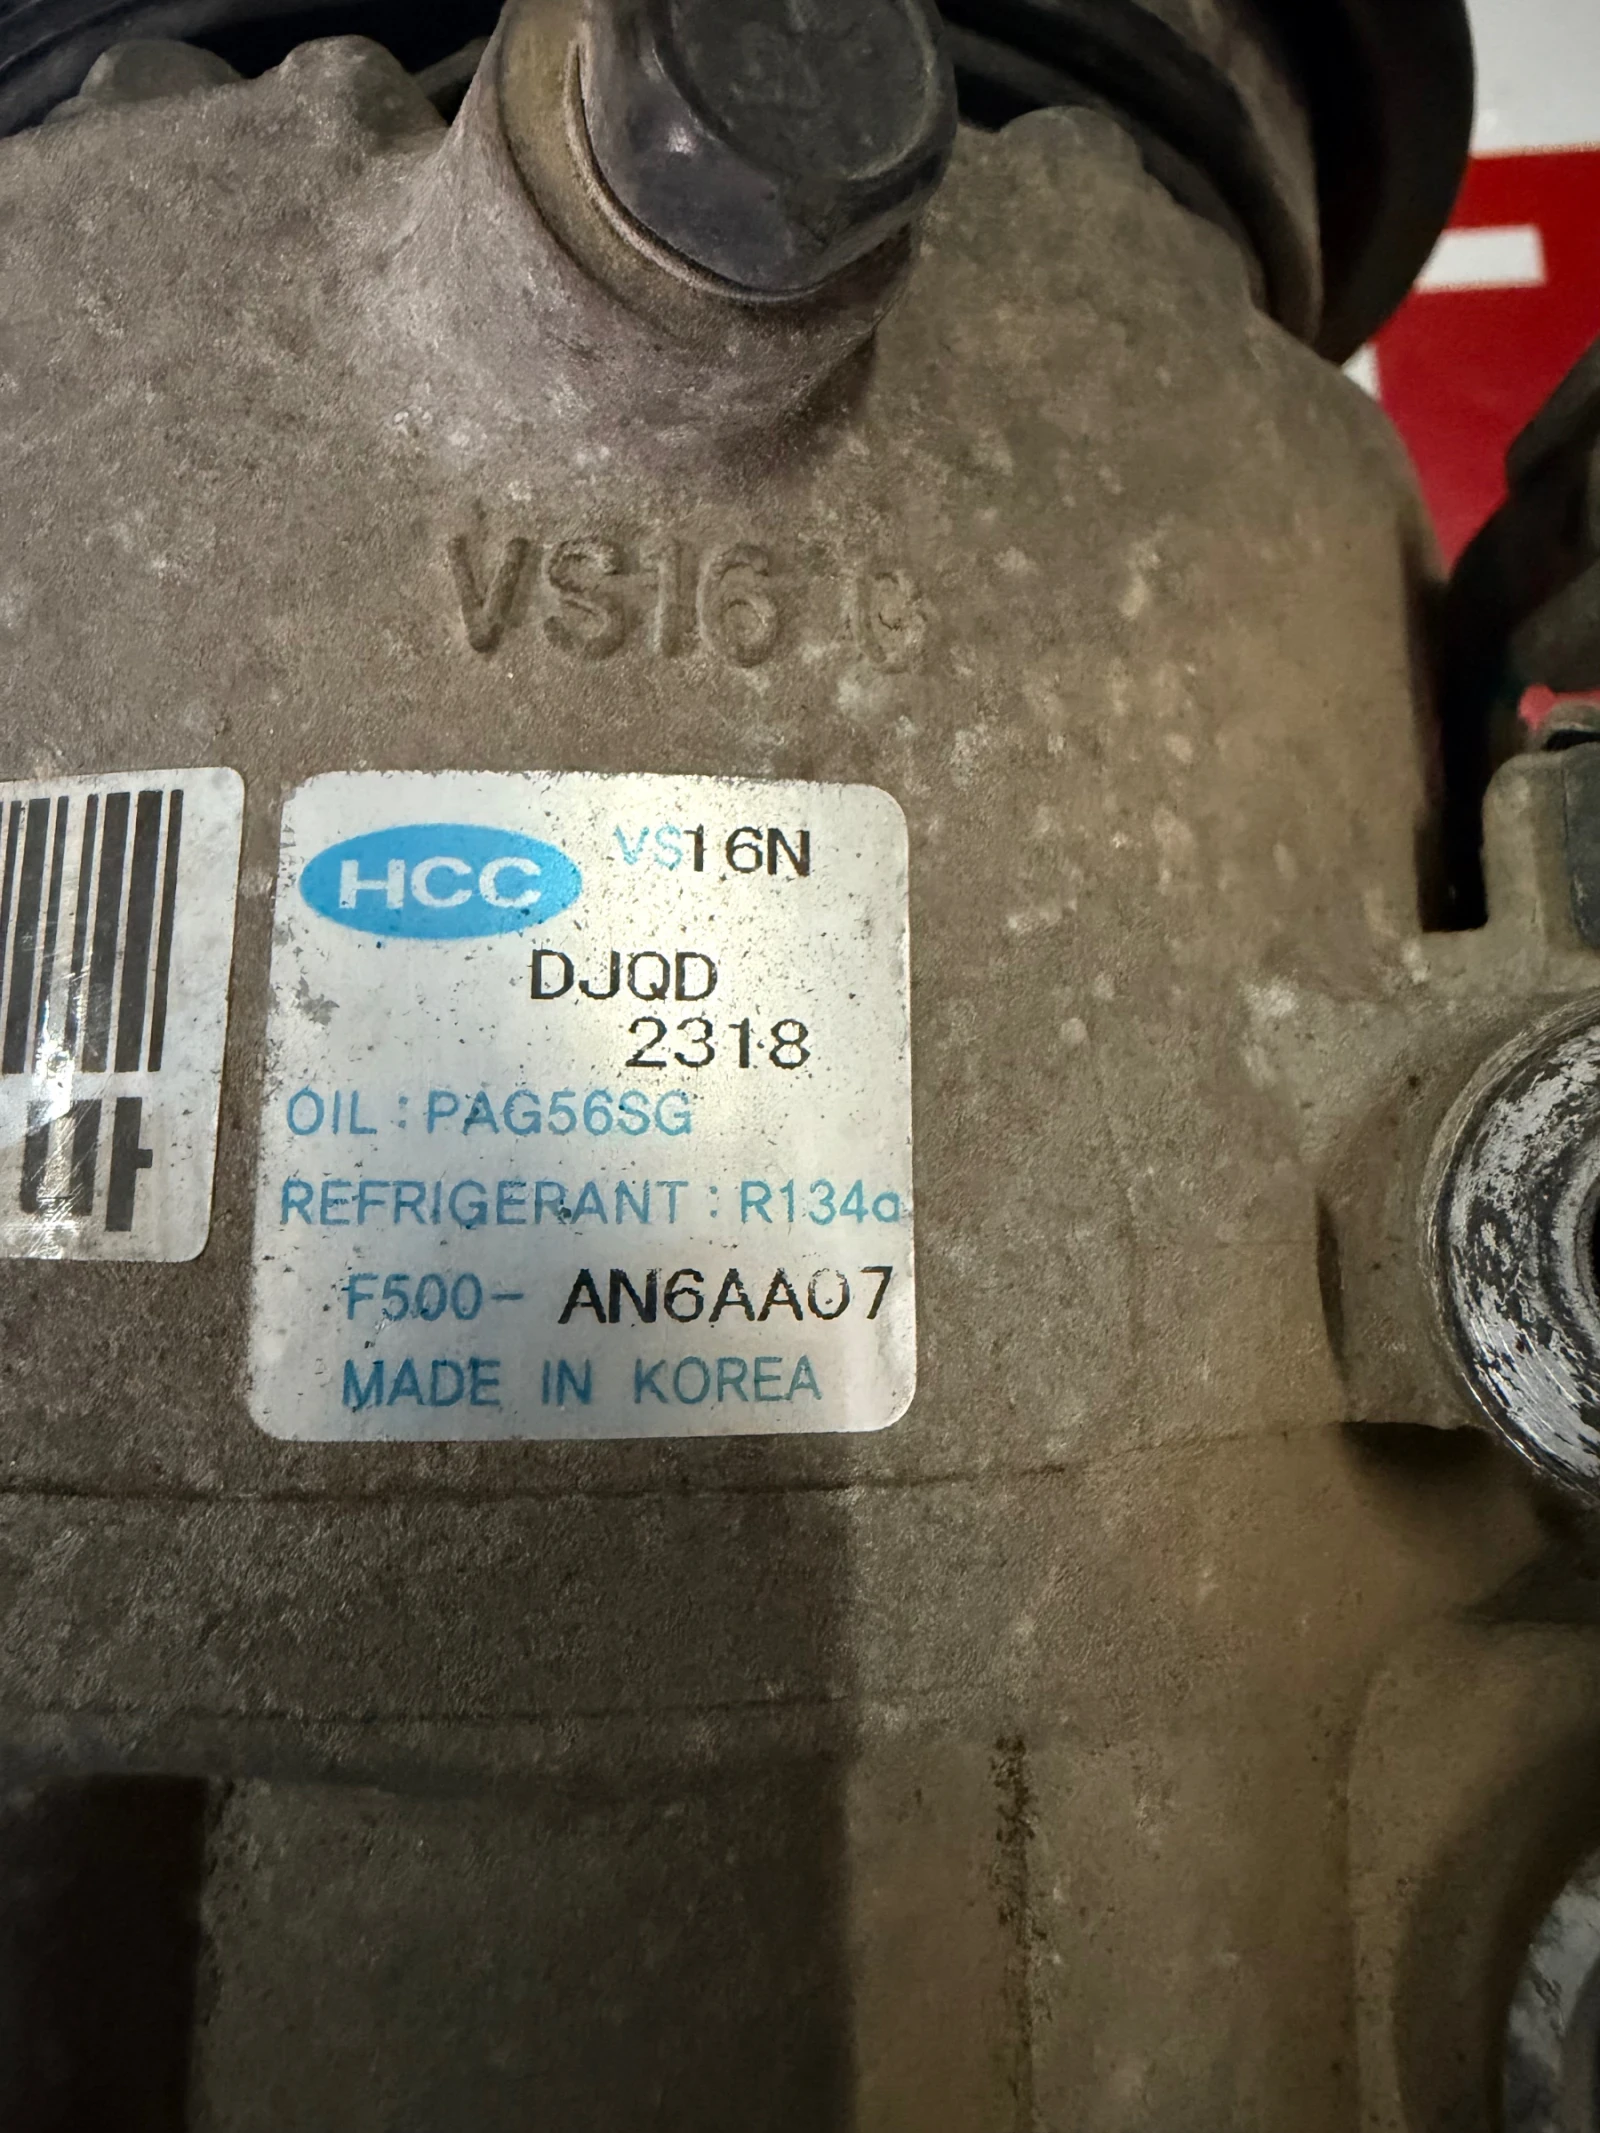 VS16
HCC VS16N
DJQD
2318
OIL : PAG56SG
REFRIGERANT : R134a
F500- AN6AA07
MADE IN KOREA